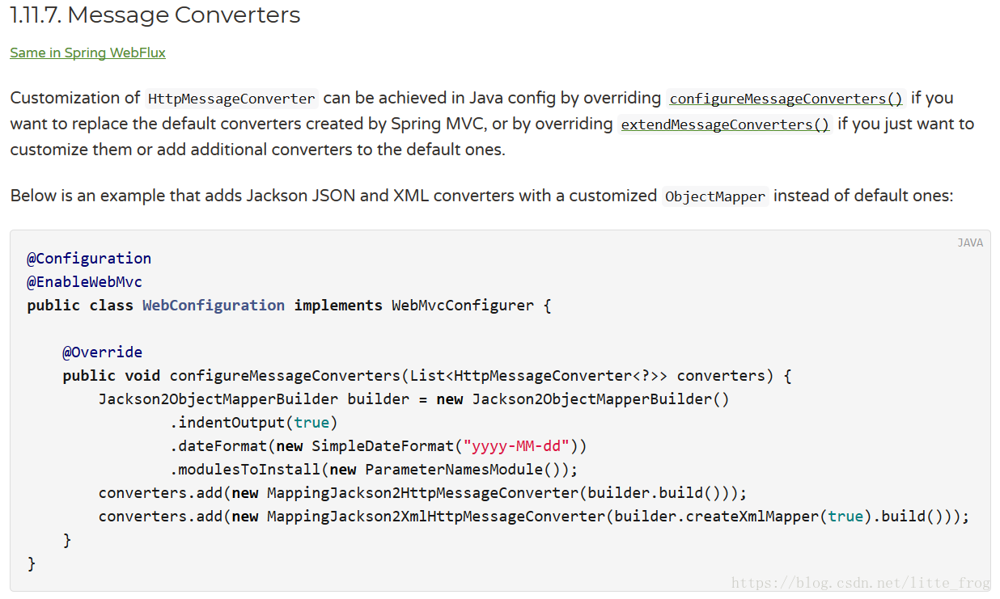 1.11.7. Message Converters
Same in Spring WebFlux
Customization of HttpMessageConverter can be achieved in Java config by overriding configureMessageConverters() if you
want to replace the default converters created by Spring MVC, or by overriding extendMessageConverters() if you just want to
customize them or add additional converters to the default ones.
Below is an example that adds Jackson JSON and XML converters with a customized ObjectMapper instead of default ones:
JAVA
@Configuration
@EnableWebMvc
public class WebConfiguration implements WebMvcConfigurer {
    @Override
    public void configureMessageConverters(List<HttpMessageConverter<?>> converters) {
        Jackson2ObjectMapperBuilder builder = new Jackson2ObjectMapperBuilder()
                .indentOutput(true)
                .dateFormat(new SimpleDateFormat("yyyy-MM-dd"))
                .modulesToInstall(new ParameterNamesModule());
        converters.add(new MappingJackson2HttpMessageConverter(builder.build()));
        converters.add(new MappingJackson2XmlHttpMessageConverter(builder.createXmlMapper(true).build()));
    }
}
https://blog.csdn.net/litte_frog